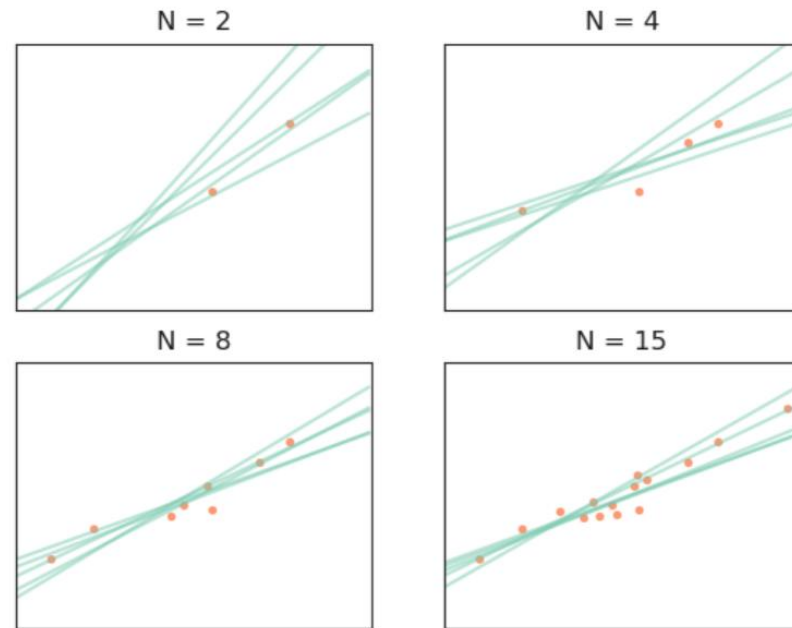 N = 2
N = 4
N = 8
N = 15